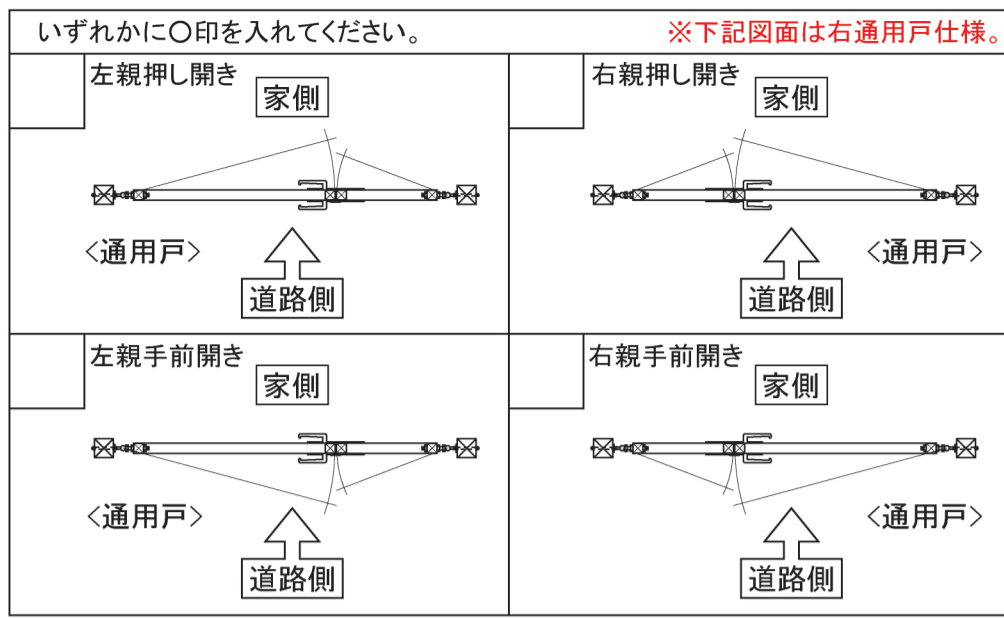 いずれかに〇印を入れてください。
※下記図面は右通用戸仕様。
左親押し開き
家側
<通用戸>
道路側
右親押し開き
家側
<通用戸>
道路側
左親手前開き
家側
<通用戸>
道路側
右親手前開き
家側
<通用戸>
道路側